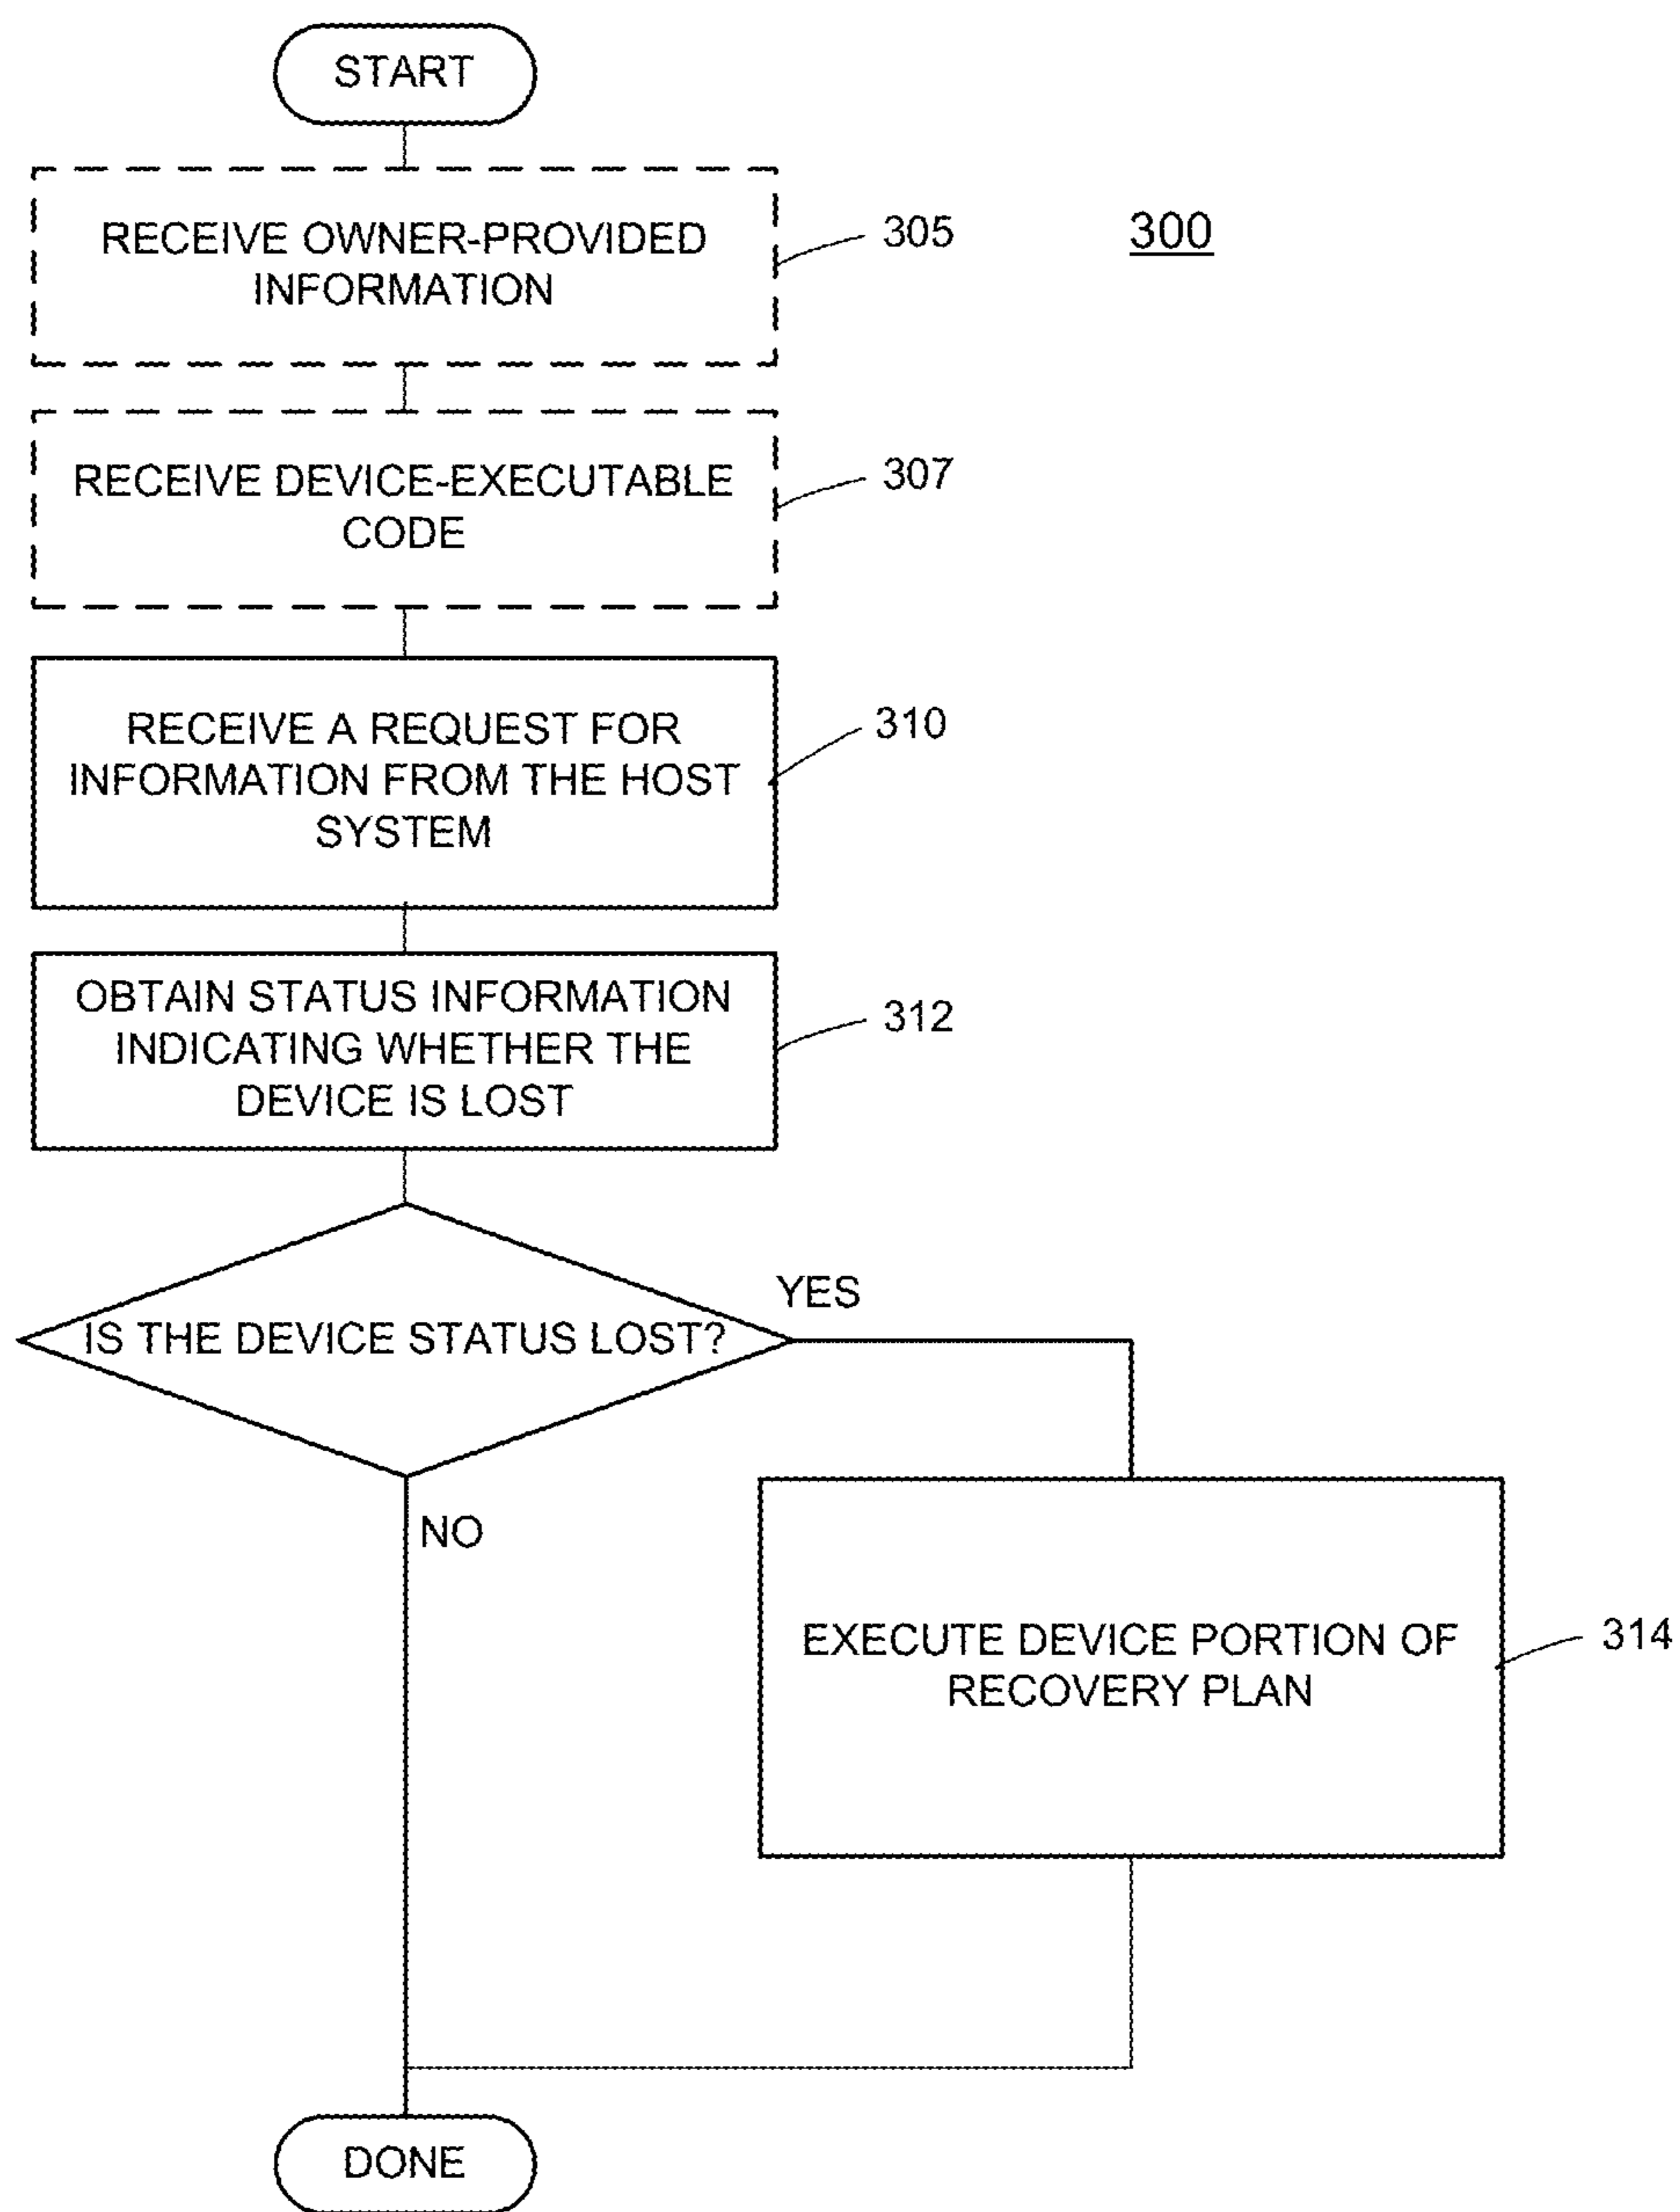 START
RECEIVE OWNER-PROVIDED
INFORMATION
305
300
RECEIVE DEVICE-EXECUTABLE
CODE
307
RECEIVE A REQUEST FOR
INFORMATION FROM THE HOST
SYSTEM
310
OBTAIN STATUS INFORMATION
INDICATING WHETHER THE
DEVICE IS LOST
312
IS THE DEVICE STATUS LOST?
YES
NO
EXECUTE DEVICE PORTION OF
RECOVERY PLAN
314
DONE